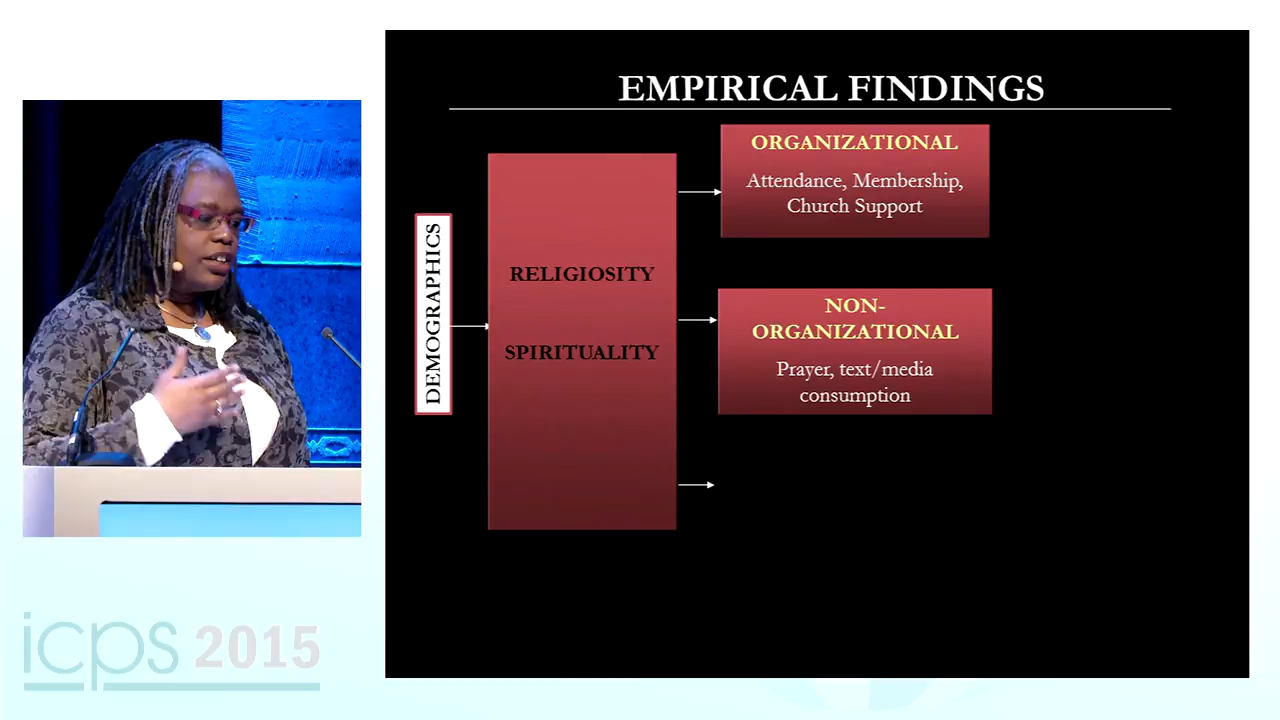 EMPIRICAL FINDINGS
DEMOGRAPHICS
RELIGIOSITY
SPIRITUALITY
ORGANIZATIONAL
Attendance, Membership,
Church Support
NON-
ORGANIZATIONAL
Prayer, text/media
consumption
icps 2015